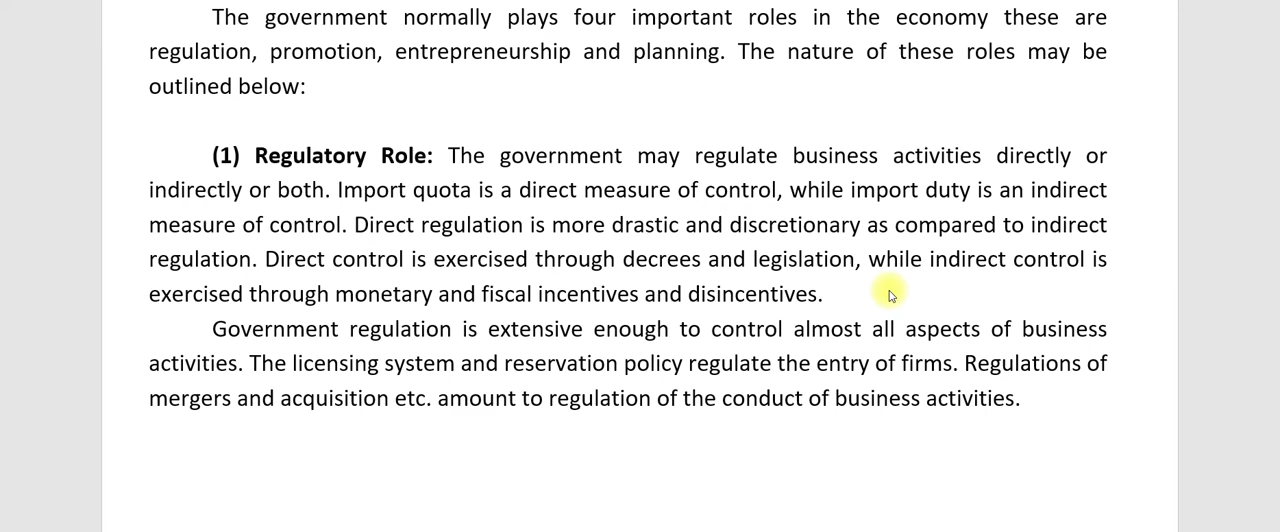 The government normally plays four important roles in the economy these are
regulation, promotion, entrepreneurship and planning. The nature of these roles may be
outlined below:
(1) Regulatory Role: The government may regulate business activities directly or
indirectly or both. Import quota is a direct measure of control, while import duty is an indirect
measure of control. Direct regulation is more drastic and discretionary as compared to indirect
regulation. Direct control is exercised through decrees and legislation, while indirect control is
exercised through monetary and fiscal incentives and disincentives.
Government regulation is extensive enough to control almost all aspects of business
activities. The licensing system and reservation policy regulate the entry of firms. Regulations of
mergers and acquisition etc. amount to regulation of the conduct of business activities.